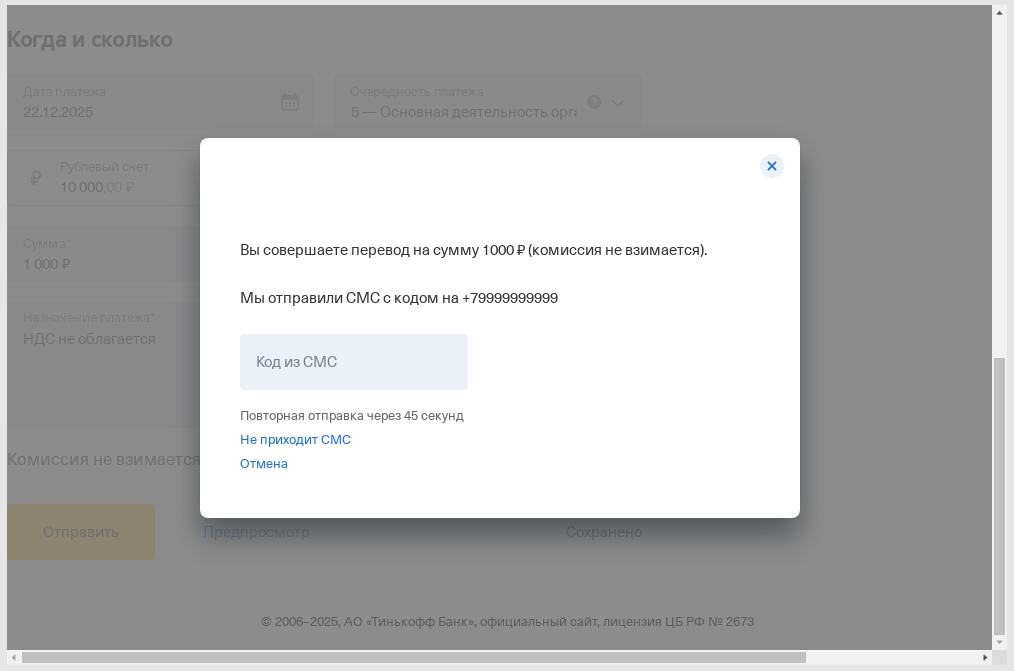 Когда и сколько
Дата платежа
22.12.2025
Очередность платежа
5 — Основная деятельность орга
Рублевый счет
10 000,00 ₽
Сумма*
1 000 ₽
Назначение платежа*
НДС не облагается
Комиссия не взимается
Отправить
Предпросмотр
Сохранено
Вы совершаете перевод на сумму 1000 ₽ (комиссия не взимается).
Мы отправили СМС с кодом на +79999999999
Код из СМС
Повторная отправка через 45 секунд
Не приходит СМС
Отмена
© 2006–2025, АО «Тинькофф Банк», официальный сайт, лицензия ЦБ РФ № 2673